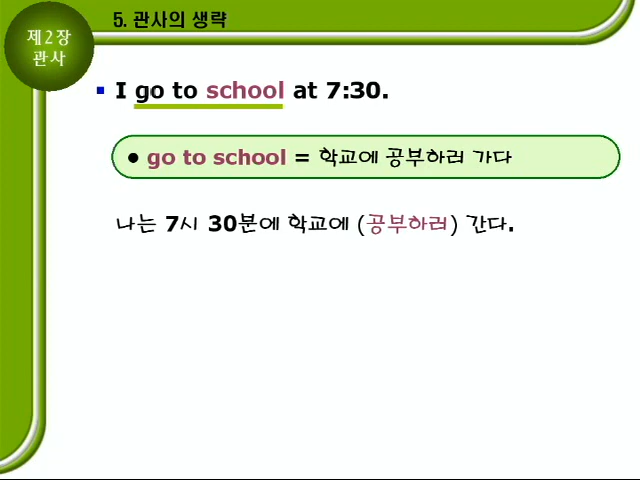 5. 관사의 생략
제2장
관사
I go to school at 7:30.
● go to school = 학교에 공부하러 가다
나는 7시 30분에 학교에 (공부하러) 간다.